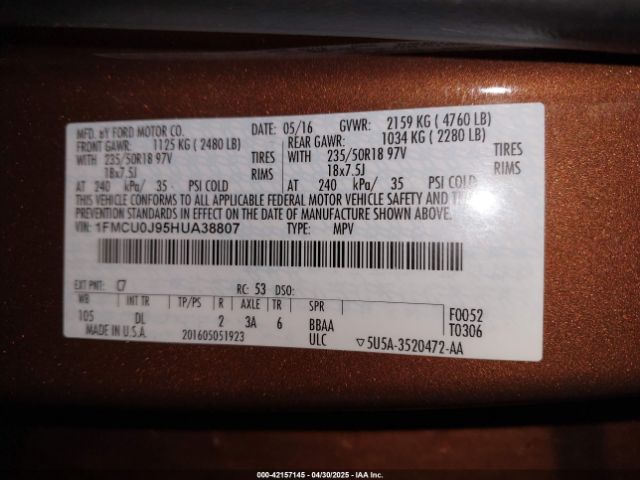 MFD. BY FORD MOTOR CO. DATE 05/16 GVWR: 2159 KG ( 4760 LB)
FRONT GAWR: 1125 KG ( 2480 LB) REAR GAWR: 1034 KG ( 2280 LB)
WITH 235/50R18 97V TIRES WITH 235/50R18 97V TIRES
18x7.5J RIMS 18x7.5J RIMS
AT 240 kPa/ 35 PSI COLD AT 240 kPa/ 35 PSI COLD
THIS VEHICLE CONFORMS TO ALL APPLICABLE FEDERAL MOTOR VEHICLE SAFETY AND THEFT
PREVENTION STANDARDS IN EFFECT ON THE DATE OF MANUFACTURE SHOWN ABOVE.
VIN: 1FMCU0J95HUA38807 TYPE: MPV
EXT PNT: C7 RC: 53 DSO:
WB INT TR TP/PS R AXLE TR SPR F0052
105 DL 2 3A 6 BBAA T0306
MADE IN U.S.A. 201605051923 ULC ▽5U5A-3520472-AA
000-42157145 - 04/30/2025 - IAA Inc.